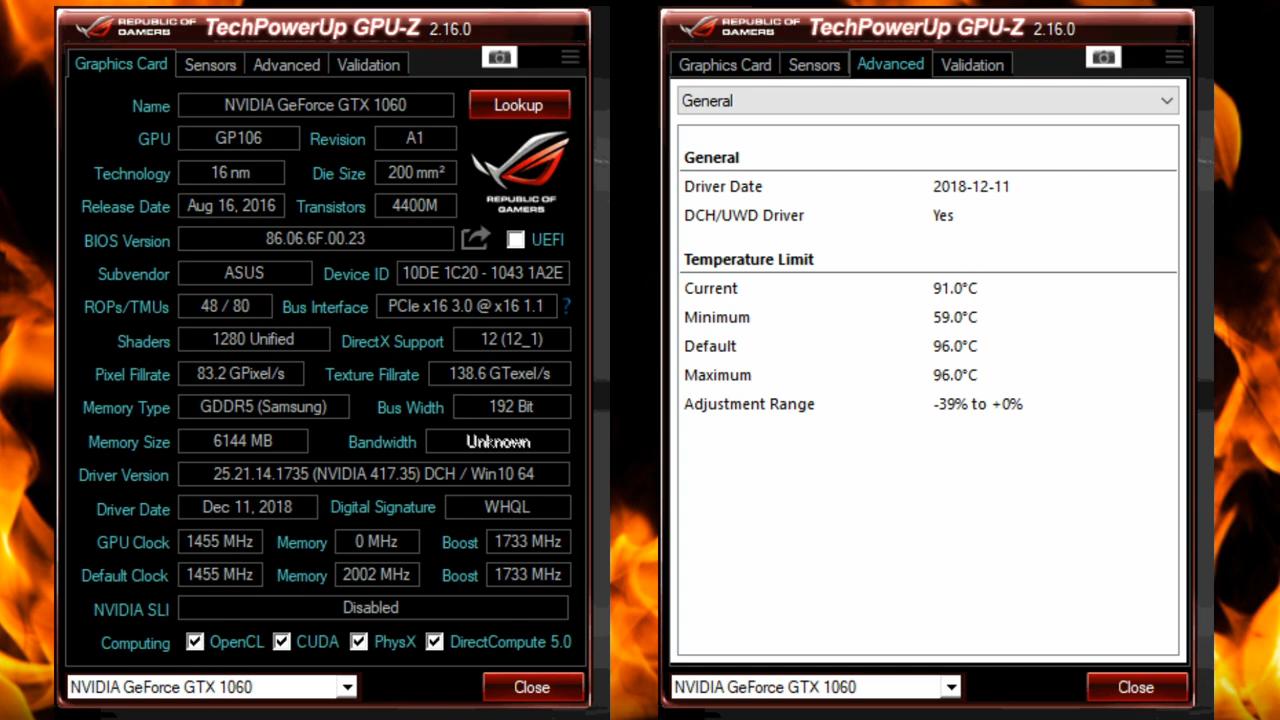 REPUBLIC OF GAMERS TechPowerUp GPU-Z 2.16.0
Graphics Card Sensors Advanced Validation
Name NVIDIA GeForce GTX 1060 Lookup
GPU GP106 Revision A1
Technology 16 nm Die Size 200 mm²
REPUBLIC OF GAMERS
Release Date Aug 16, 2016 Transistors 4400M
BIOS Version 86.06.6F.00.23 UEFI
Subvendor ASUS Device ID 10DE 1C20 - 1043 1A2E
ROPs/TMUs 48 / 80 Bus Interface PCIe x16 3.0 @ x16 1.1 ?
Shaders 1280 Unified DirectX Support 12 (12_1)
Pixel Fillrate 83.2 GPixel/s Texture Fillrate 138.6 GTexel/s
Memory Type GDDR5 (Samsung) Bus Width 192 Bit
Memory Size 6144 MB Bandwidth Unknown
Driver Version 25.21.14.1735 (NVIDIA 417.35) DCH / Win10 64
Driver Date Dec 11, 2018 Digital Signature WHQL
GPU Clock 1455 MHz Memory 0 MHz Boost 1733 MHz
Default Clock 1455 MHz Memory 2002 MHz Boost 1733 MHz
NVIDIA SLI Disabled
Computing OpenCL CUDA PhysX DirectCompute 5.0
NVIDIA GeForce GTX 1060 Close
REPUBLIC OF GAMERS TechPowerUp GPU-Z 2.16.0
Graphics Card Sensors Advanced Validation
General
General
Driver Date 2018-12-11
DCH/UWD Driver Yes
Temperature Limit
Current 91.0°C
Minimum 59.0°C
Default 96.0°C
Maximum 96.0°C
Adjustment Range -39% to +0%
NVIDIA GeForce GTX 1060 Close